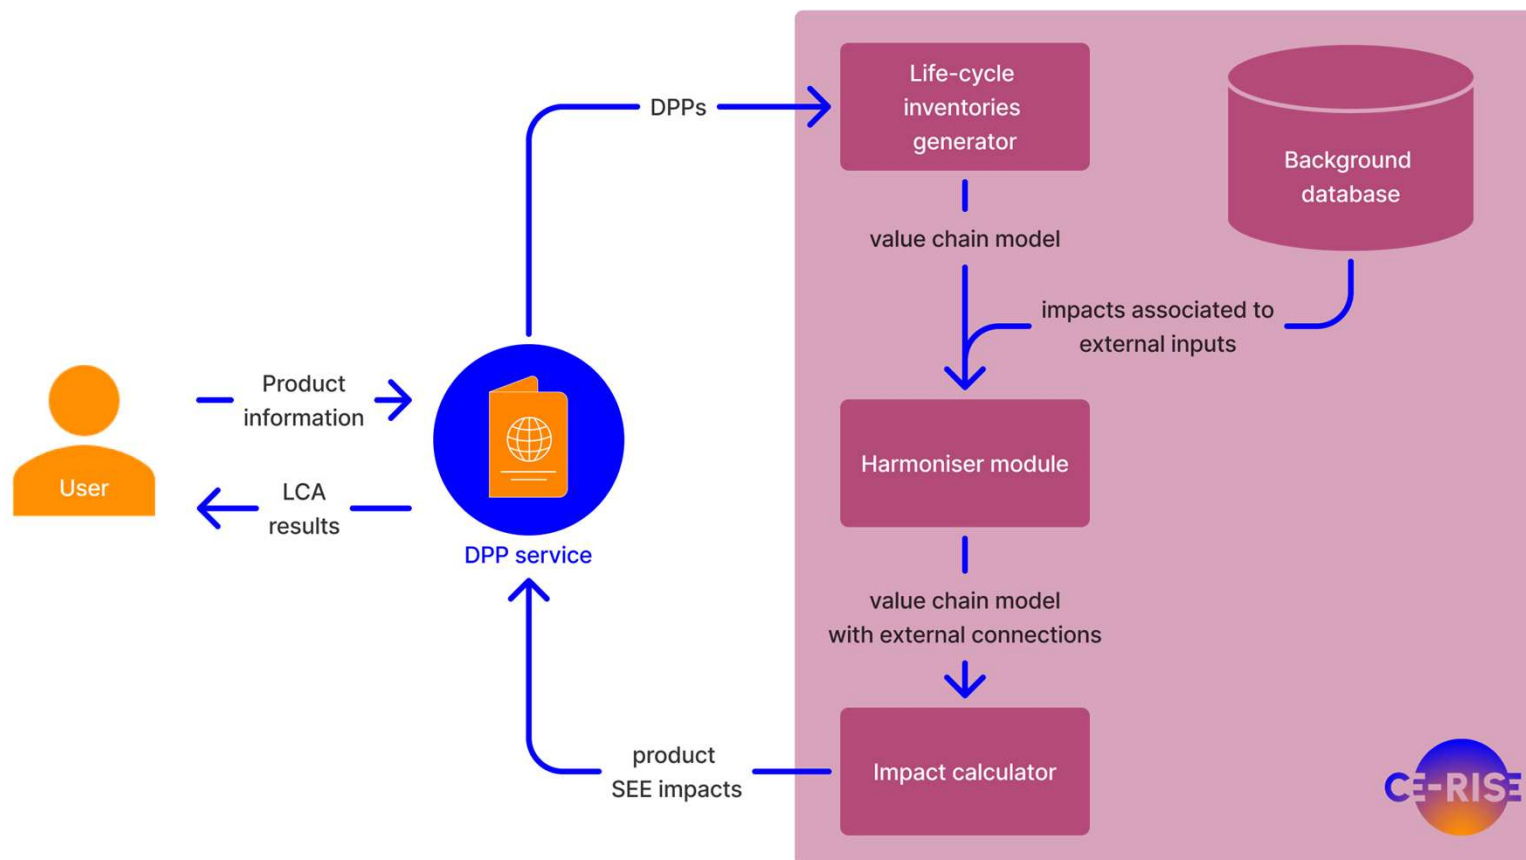 DPPs
Life-cycle
inventories
generator
Background
database
value chain model
impacts associated to
external inputs
Product
information
User
LCA
results
DPP service
Harmoniser module
value chain model
with external connections
product
SEE impacts
Impact calculator
CE-RISE